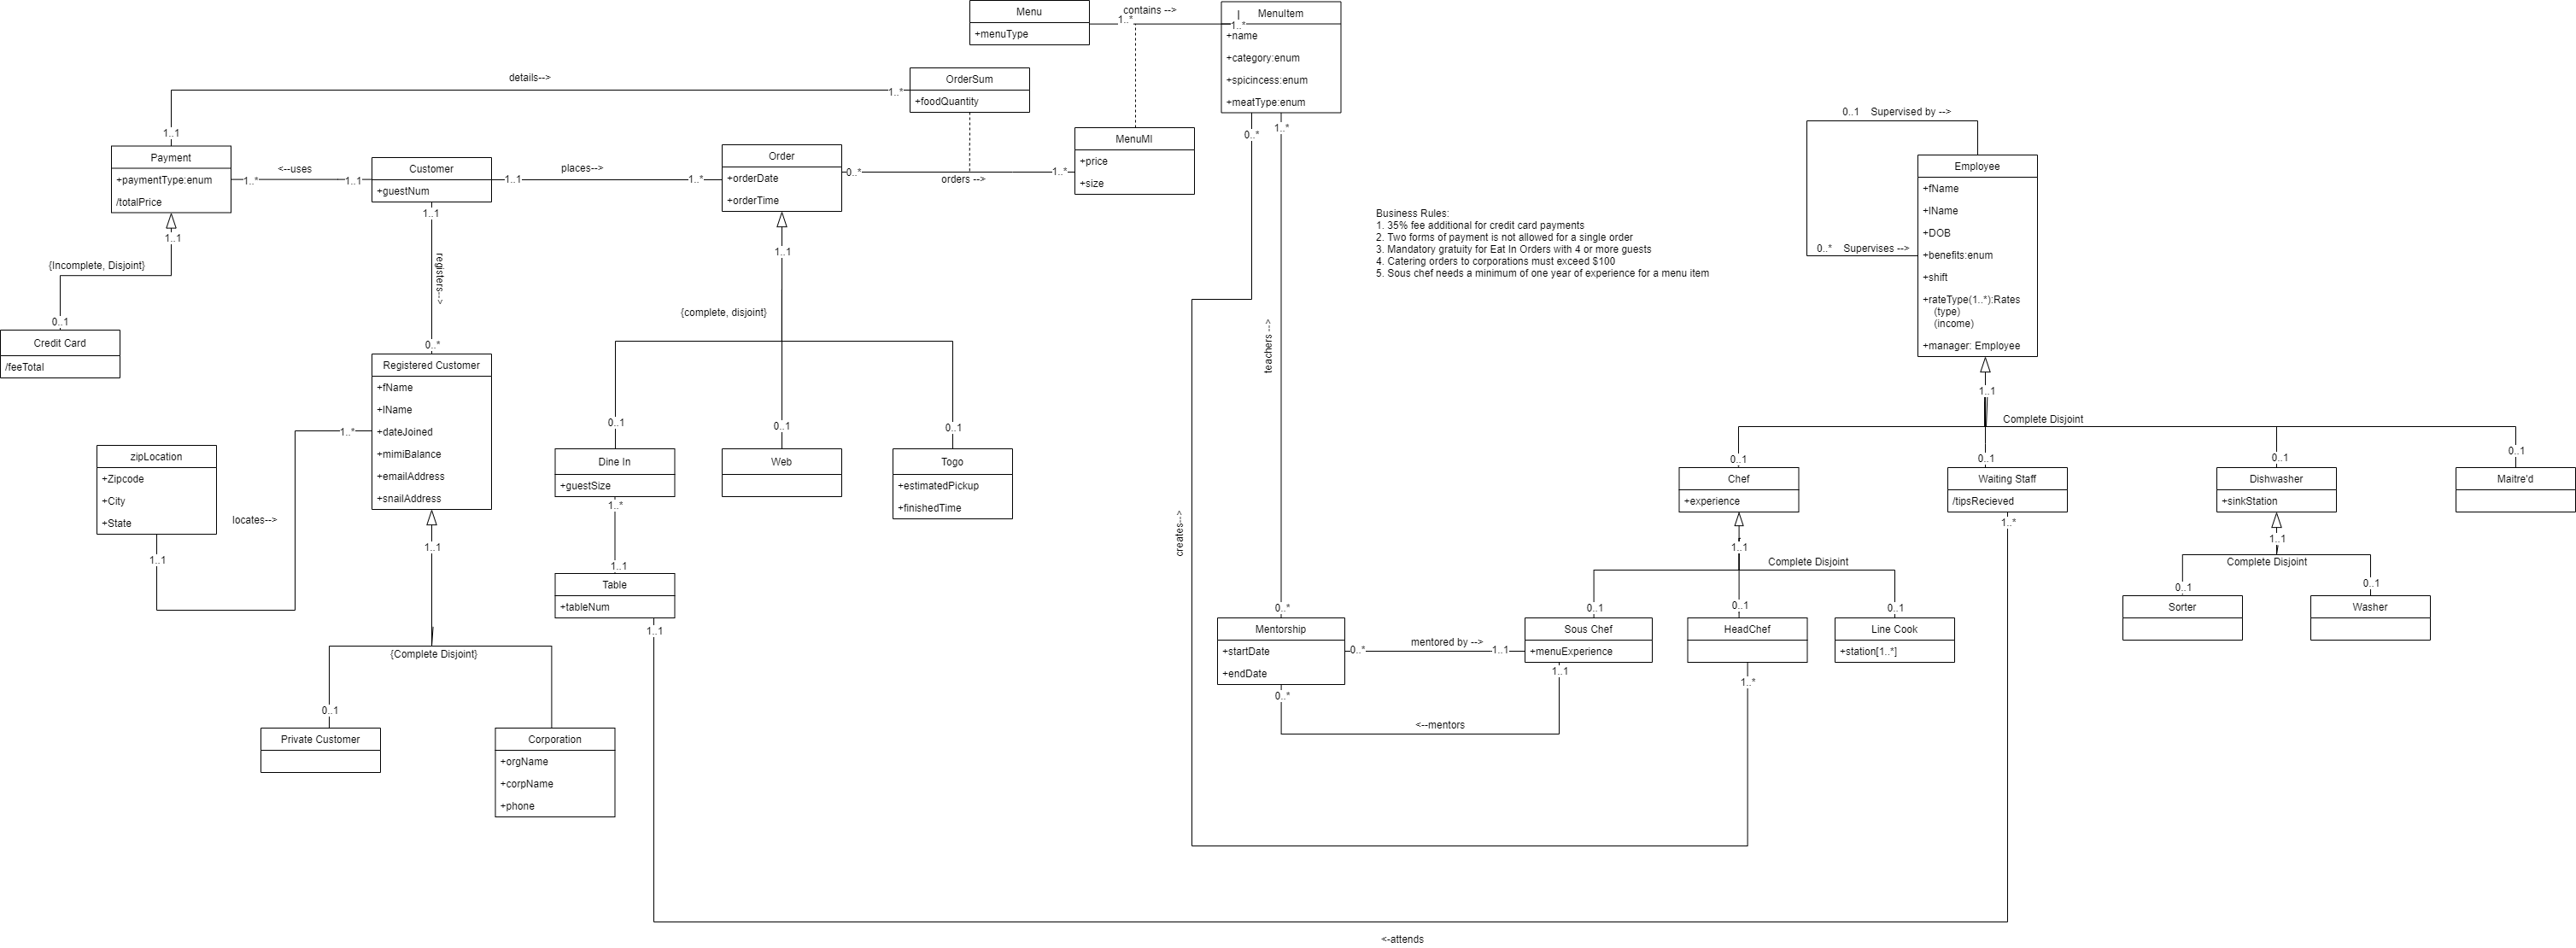 Menu
+menuType
contains -->
1..*
1..*
MenuItem
+name
+category:enum
+spicincess:enum
+meatType:enum
details-->
1..*
1..1
OrderSum
+foodQuantity
MenuMI
+price
+size
Payment
+paymentType:enum
/totalPrice
<--uses
1..*
1..1
Customer
+guestNum
places-->
1..1
1..*
Order
+orderDate
+orderTime
0..*
orders -->
1..*
0..*
1..*
0..1
Supervised by -->
Employee
+fName
+lName
+DOB
+benefits:enum
+shift
+rateType(1..*):Rates
(type)
(income)
+manager: Employee
0..*
Supervises -->
Business Rules:
1. 35% fee additional for credit card payments
2. Two forms of payment is not allowed for a single order
3. Mandatory gratuity for Eat In Orders with 4 or more guests
4. Catering orders to corporations must exceed $100
5. Sous chef needs a minimum of one year of experience for a menu item
1..1
{Incomplete, Disjoint}
0..1
Credit Card
/feeTotal
1..1
registers-->
0..*
Registered Customer
+fName
+lName
+dateJoined
+mimiBalance
+emailAddress
+snailAddress
1..*
zipLocation
+Zipcode
+City
+State
locates-->
1..1
1..1
{Complete Disjoint}
0..1
Private Customer
Corporation
+orgName
+corpName
+phone
1..1
{complete, disjoint}
0..1
0..1
0..1
Dine In
+guestSize
Web
Togo
+estimatedPickup
+finishedTime
1..*
1..1
Table
+tableNum
1..1
teachers -->
creates-->
0..*
Mentorship
+startDate
+endDate
0..*
mentored by -->
1..1
0..*
<--mentors
1..1
1..1
Complete Disjoint
0..1
0..1
0..1
0..1
Chef
+experience
Waiting Staff
/tipsRecieved
Dishwasher
+sinkStation
Maitre'd
1..*
1..1
Complete Disjoint
0..1
0..1
0..1
Sous Chef
+menuExperience
HeadChef
Line Cook
+station[1..*]
1..*
1..1
Complete Disjoint
0..1
0..1
Sorter
Washer
<-attends